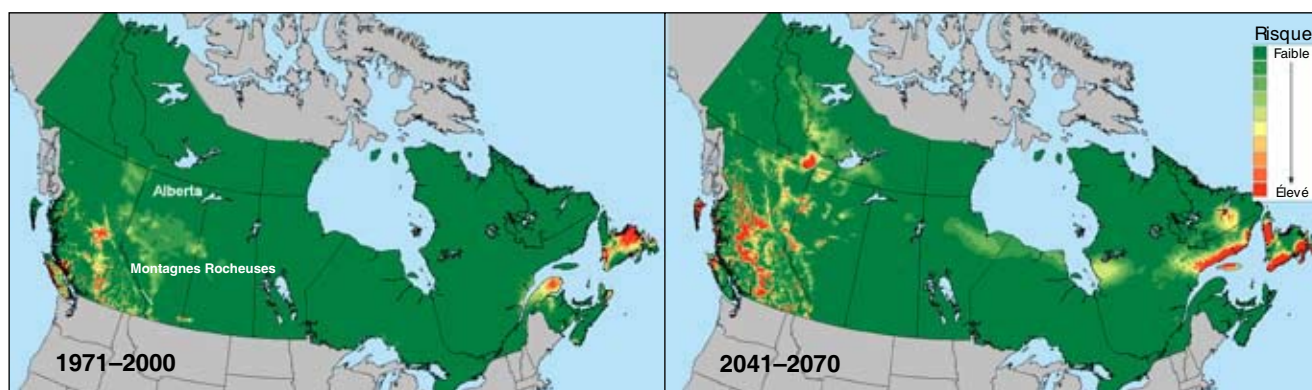 Alberta
Montagnes Rocheuses
1971–2000
2041–2070
Risque
Faible
Élevé